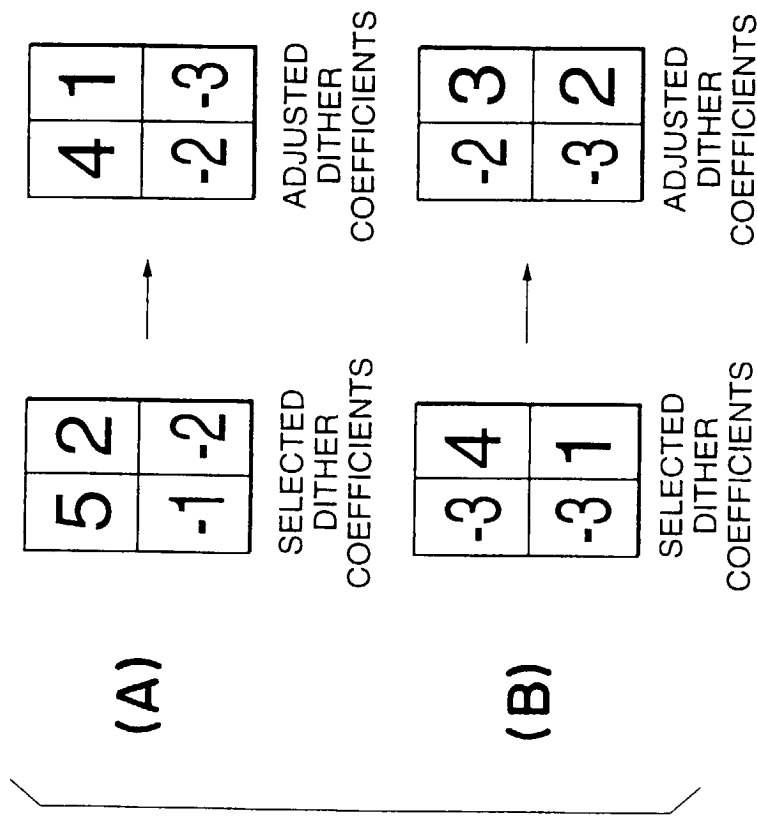 (A)
5 2
-1 -2
SELECTED
DITHER
COEFFICIENTS
4 1
-2 -3
ADJUSTED
DITHER
COEFFICIENTS
(B)
-3 4
-3 1
SELECTED
DITHER
COEFFICIENTS
-2 3
-3 2
ADJUSTED
DITHER
COEFFICIENTS